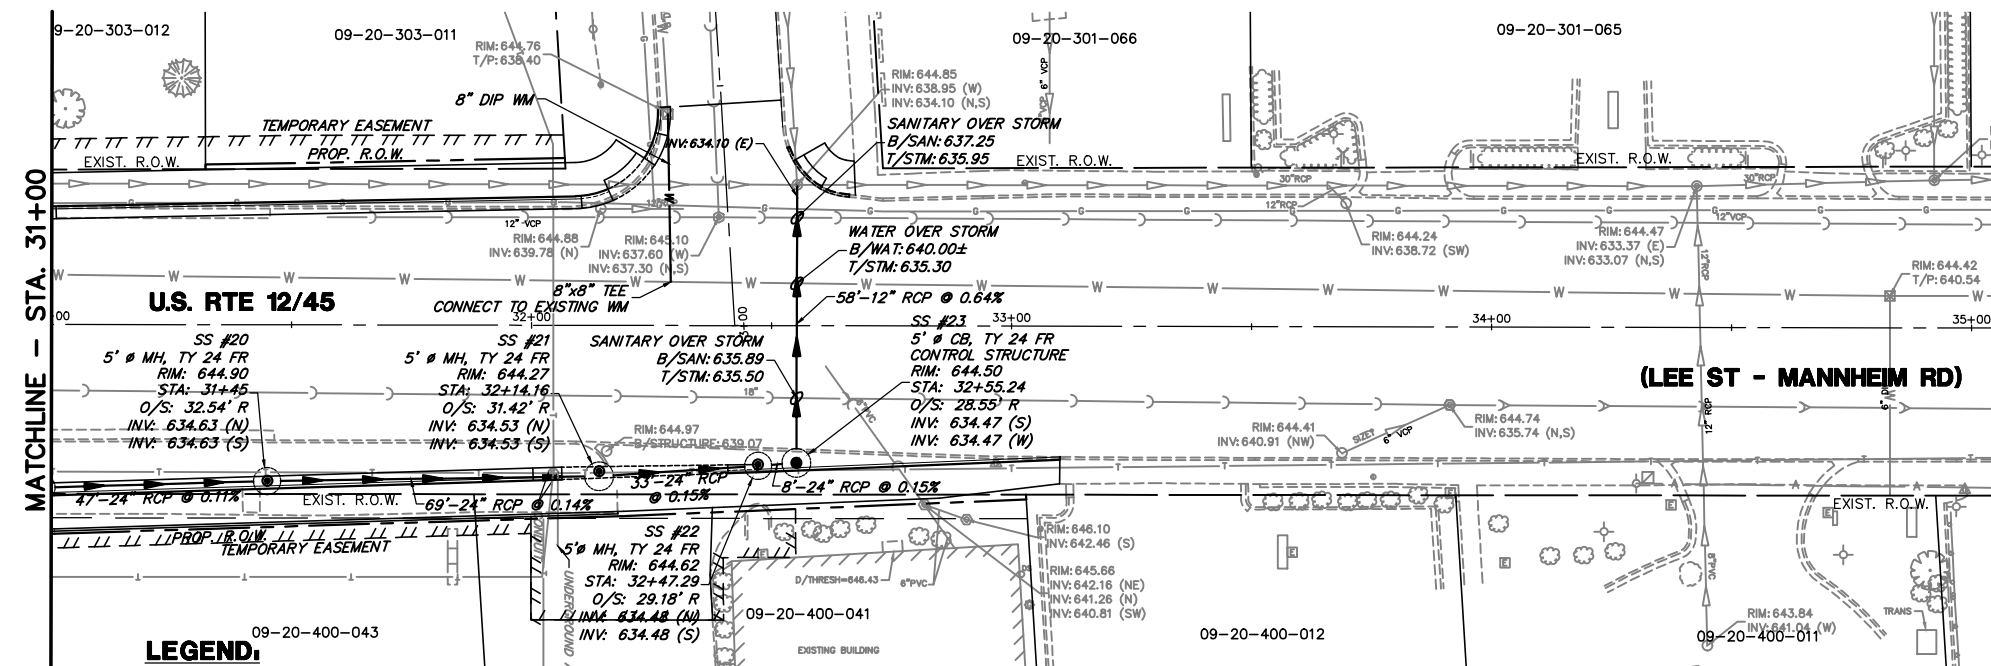 9-20-303-012
09-20-303-011
RIM: 644.76
T/P: 638.40
8" DIP WM
TEMPORARY EASEMENT
PROP. R.O.W.
EXIST. R.O.W.
INV: 634.10 (E)
RIM: 644.85
INV: 638.95 (W)
INV: 634.10 (N,S)
SANITARY OVER STORM
B/SAN: 637.25
T/STM: 635.95
09-20-301-066
6" VCP
EXIST. R.O.W.
09-20-301-065
EXIST. R.O.W.
30"RCP
12"RCP
30"RCP
12"VCP
12" VCP
RIM: 644.88
INV: 639.78 (N)
RIM: 645.10
INV: 637.60 (W)
INV: 637.30 (N,S)
WATER OVER STORM
B/WAT: 640.00±
T/STM: 635.30
RIM: 644.24
INV: 638.72 (SW)
RIM: 644.47
INV: 633.37 (E)
INV: 633.07 (N,S)
RIM: 644.42
T/P: 640.54
MATCHLINE - STA. 31+00
U.S. RTE 12/45
8"x8" TEE
CONNECT TO EXISTING WM
58'-12" RCP @ 0.64%
00
32+00
33+00
34+00
35+00
12"RCP
SS #20
5' ø MH, TY 24 FR
RIM: 644.90
STA: 31+45
O/S: 32.54' R
INV: 634.63 (N)
INV: 634.63 (S)
SS #21
5' ø MH, TY 24 FR
RIM: 644.27
STA: 32+14.16
O/S: 31.42' R
INV: 634.53 (N)
INV: 634.53 (S)
SANITARY OVER STORM
B/SAN: 635.89
T/STM: 635.50
18"
SS #23
5' ø CB, TY 24 FR
CONTROL STRUCTURE
RIM: 644.50
STA: 32+55.24
O/S: 28.55' R
INV: 634.47 (S)
INV: 634.47 (W)
(LEE ST - MANNHEIM RD)
RIM: 644.97
B/STRUCTURE: 639.07
RIM: 644.41
INV: 640.91 (NW)
SIZE?
6" VCP
RIM: 644.74
INV: 635.74 (N,S)
12" RCP
47'-24" RCP @ 0.11%
EXIST. R.O.W.
69'-24" RCP @ 0.14%
33'-24" RCP
@ 0.15%
8'-24" RCP @ 0.15%
EXIST. R.O.W.
PROP. R.O.W.
TEMPORARY EASEMENT
SS #22
5'ø MH, TY 24 FR
RIM: 644.62
STA: 32+47.29
O/S: 29.18' R
INV: 634.48 (N)
INV: 634.48 (S)
UNDERGROUND
D/THRESH=646.43
6"PVC
RIM: 646.10
INV: 642.46 (S)
RIM: 645.66
INV: 642.16 (NE)
INV: 641.26 (N)
INV: 640.81 (SW)
8"PVC
RIM: 643.84
INV: 641.04 (W)
TRANS
09-20-400-043
09-20-400-041
09-20-400-012
09-20-400-011
EXISTING BUILDING
LEGEND: